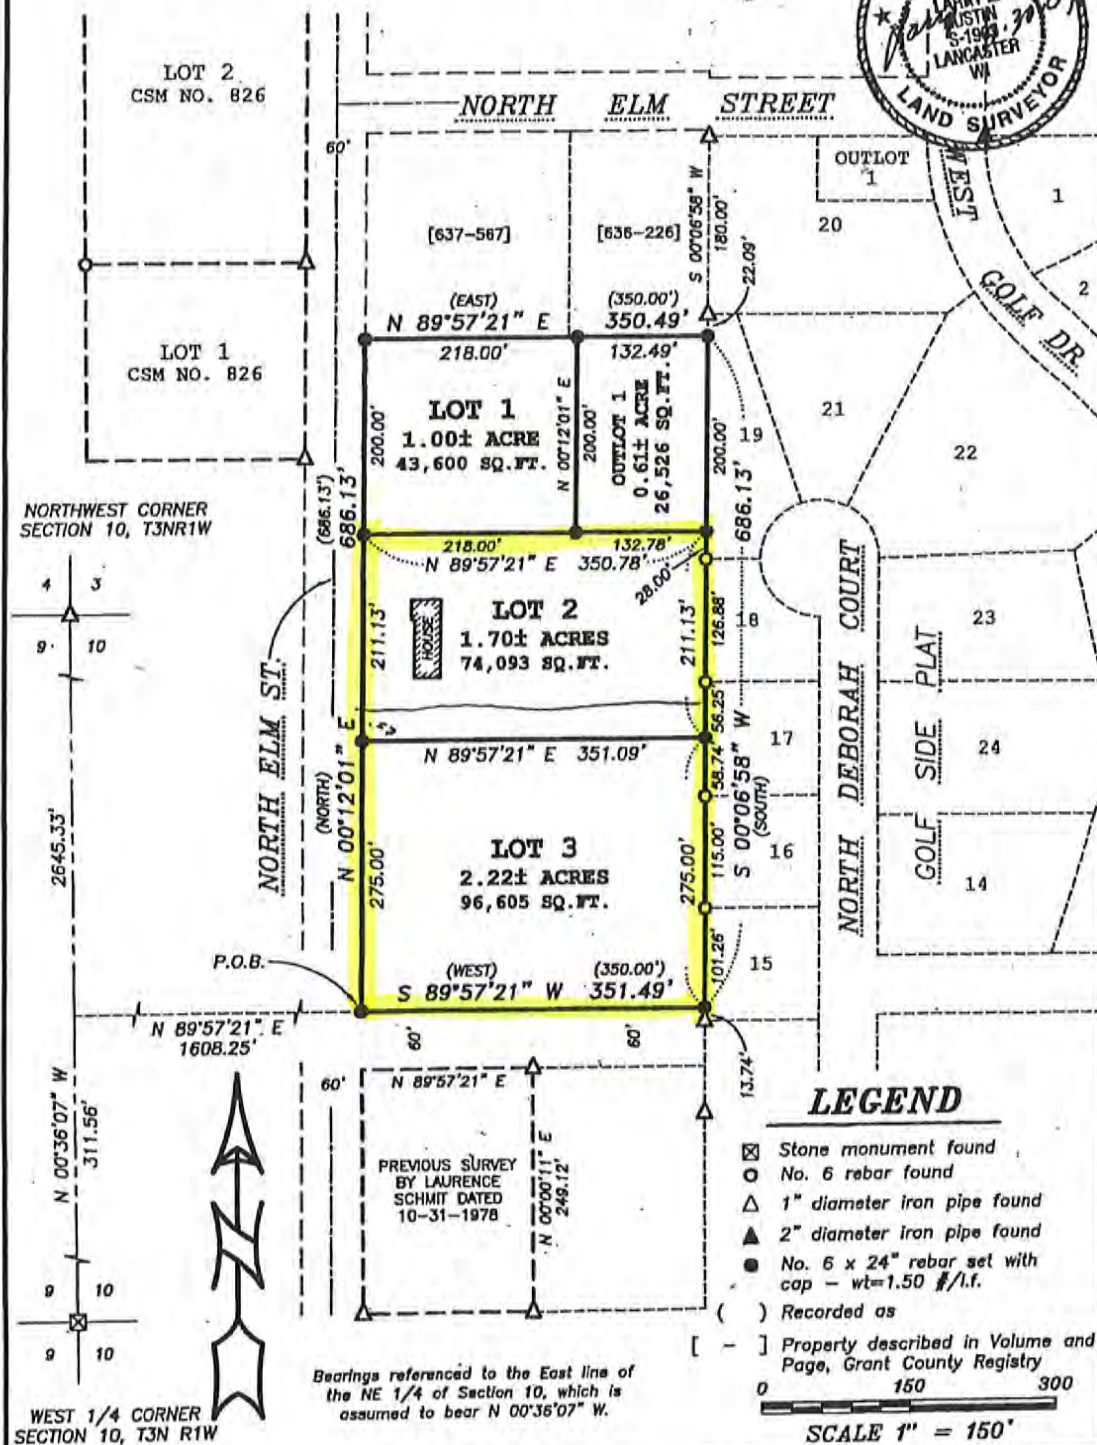 LARRY
AUSTIN
LANCASTER
WI
LAND SURVEYOR
LOT 2
CSM NO. 826
NORTH ELM STREET
60'
WEST
GOLF DR.
OUTLOT
1
1
20
2
[637-567]
[636-226]
S 00°06'58" W
180.00'
22.09'
(EAST)
(350.00')
N 89°57'21" E 350.49'
218.00'
132.49'
LOT 1
CSM NO. 826
LOT 1
1.00± ACRE
43,600 SQ.FT.
200.00'
N 00°12'01" E
200.00'
OUTLOT 1
0.61± ACRE
26,526 SQ.FT.
200.00'
19
21
22
(686.13')
686.13'
686.13'
NORTHWEST CORNER
SECTION 10, T3NR1W
4 3
9 10
218.00'
132.78'
N 89°57'21" E 350.78'
28.00'
LOT 2
1.70± ACRES
74,093 SQ.FT.
HOUSE
211.13'
211.13'
126.88'
18
23
56.25'
17
24
N 89°57'21" E 351.09'
58.74'
NORTH ELM ST.
(NORTH)
N 00°12'01" E
S 00°06'58" W
(SOUTH)
NORTH DEBORAH COURT
GOLF SIDE PLAT
2645.33'
LOT 3
2.22± ACRES
96,605 SQ.FT.
275.00'
275.00'
115.00'
16
14
101.26'
15
P.O.B.
(WEST)
(350.00')
S 89°57'21" W 351.49'
N 89°57'21" E
1608.25'
60'
60'
13.74'
N 00°36'07" W
311.56'
60'
N 89°57'21" E
PREVIOUS SURVEY
BY LAURENCE
SCHMIT DATED
10-31-1978
N 00°00'11" E
249.12'
9 10
9 10
WEST 1/4 CORNER
SECTION 10, T3N R1W
LEGEND
Stone monument found
No. 6 rebar found
1" diameter iron pipe found
2" diameter iron pipe found
No. 6 x 24" rebar set with
cap - wt=1.50 #/l.f.
( ) Recorded as
[ - ] Property described in Volume and
Page, Grant County Registry
Bearings referenced to the East line of
the NE 1/4 of Section 10, which is
assumed to bear N 00°36'07" W.
0 150 300
SCALE 1" = 150'